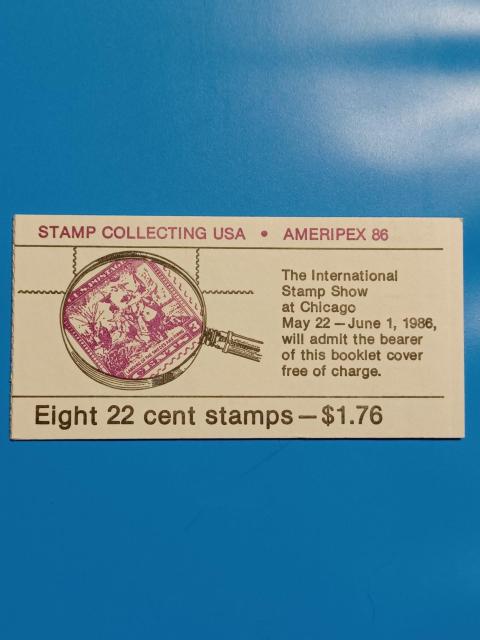 STAMP COLLECTING USA • AMERIPEX 86
The International
Stamp Show
at Chicago
May 22 – June 1, 1986,
will admit the bearer
of this booklet cover
free of charge.
Eight 22 cent stamps – $1.76